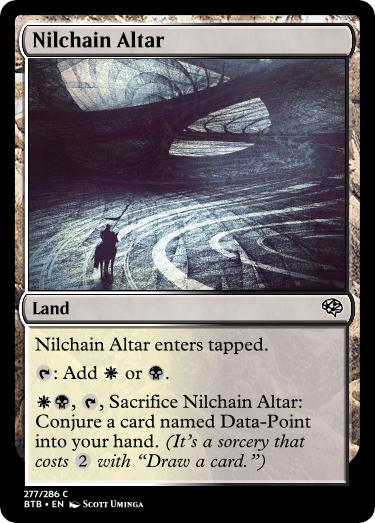 Nilchain Altar
Land
Nilchain Altar enters tapped.
: Add or .
, , Sacrifice Nilchain Altar:
Conjure a card named Data-Point
into your hand. (It's a sorcery that
costs 2 with “Draw a card.”)
277/286 C
BTB • EN Scott Uminga